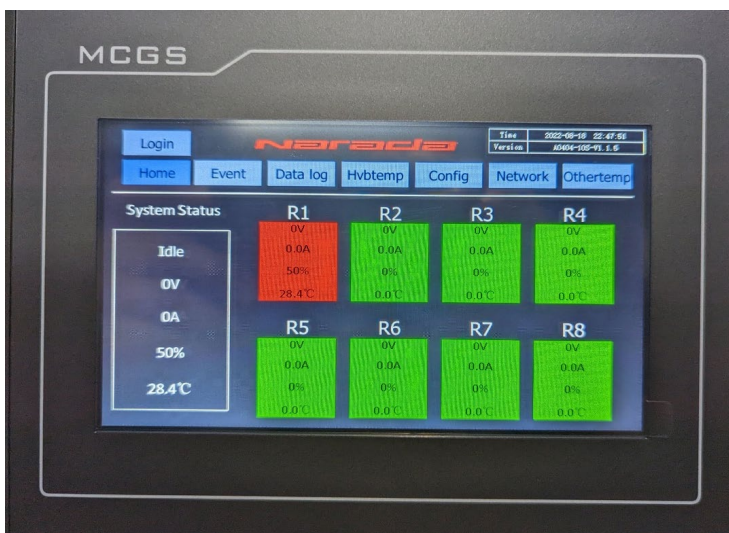 MCGS
Login
Narada
Time 2022-08-18 22:47:51
Version A0404-105-V1.1.6
Home Event Data log Hvbtemp Config Network Othertemp
System Status
Idle
0V
0A
50%
28.4℃
R1 R2 R3 R4
0V 0V 0V 0V
0.0A 0.0A 0.0A 0.0A
50% 0% 0% 0%
28.4℃ 0.0℃ 0.0℃ 0.0℃
R5 R6 R7 R8
0V 0V 0V 0V
0.0A 0.0A 0.0A 0.0A
0% 0% 0% 0%
0.0℃ 0.0℃ 0.0℃ 0.0℃